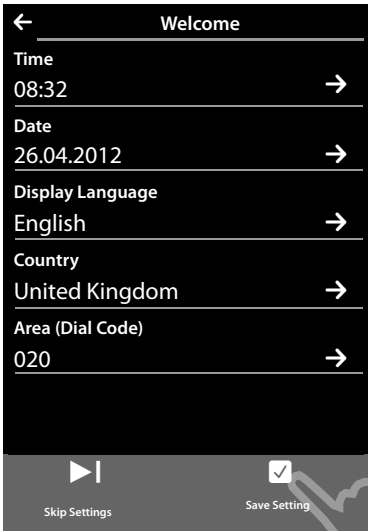 Welcome
Time
08:32
Date
26.04.2012
Display Language
English
Country
United Kingdom
Area (Dial Code)
020
Skip Settings
Save Setting